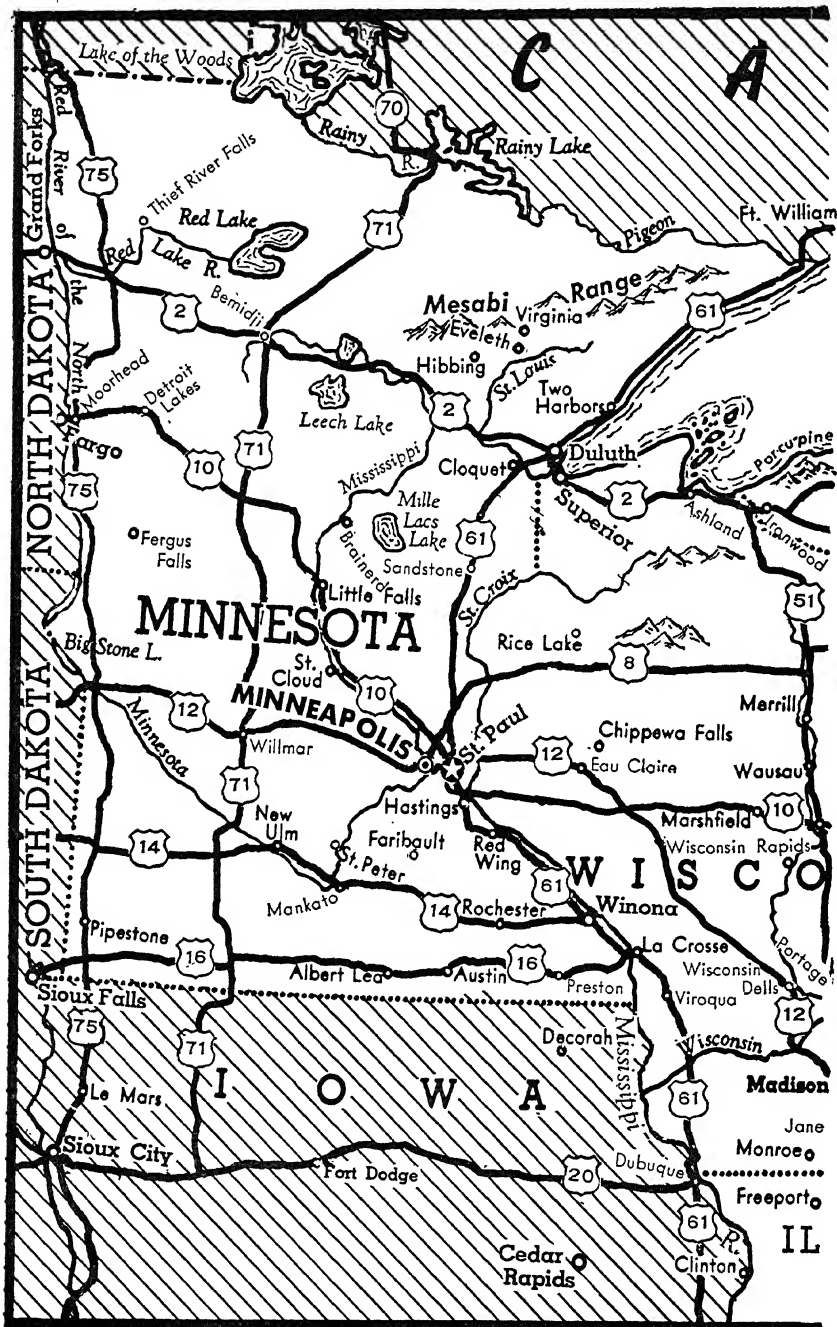 C A
Lake of the Woods
70
Rainy
R.
Rainy Lake
Red
River
of
the
North
Grand Forks
75
Thief River Falls
Red Lake
Red
Lake R.
71
Pigeon
Ft. William
2
Bemidji
Mesabi
Range
Virginia
Eveleth
Hibbing
St. Louis
61
Two
Harbors
Moorhead
Detroit
Lakes
Leech Lake
2
Fargo
10
71
Mississippi
Cloquet
Duluth
Superior
2
Porcupine
Ashland
Ironwood
NORTH DAKOTA
75
Fergus
Falls
Mille
Lacs
Lake
Brainerd
61
Sandstone
St. Croix
51
Little Falls
MINNESOTA
Big Stone L.
Rice Lake
8
St.
Cloud
10
12
MINNEAPOLIS
St. Paul
Merrill
Minnesota
Willmar
Chippewa Falls
12
Eau Claire
Wausau
71
Hastings
10
Marshfield
New
Ulm
Faribault
Red
Wing
Wisconsin Rapids
14
St. Peter
61
WISCO
SOUTH DAKOTA
Mankato
14
Rochester
Winona
Pipestone
16
La Crosse
Portage
Albert Lea
Austin
16
Preston
Wisconsin
Dells
Sioux Falls
Viroqua
12
75
71
Decorah
Mississippi
Wisconsin
Le Mars
IOWA
61
Madison
Jane
Monroe
Sioux City
Fort Dodge
20
Dubuque
Freeport
61
R.
IL
Cedar
Rapids
Clinton